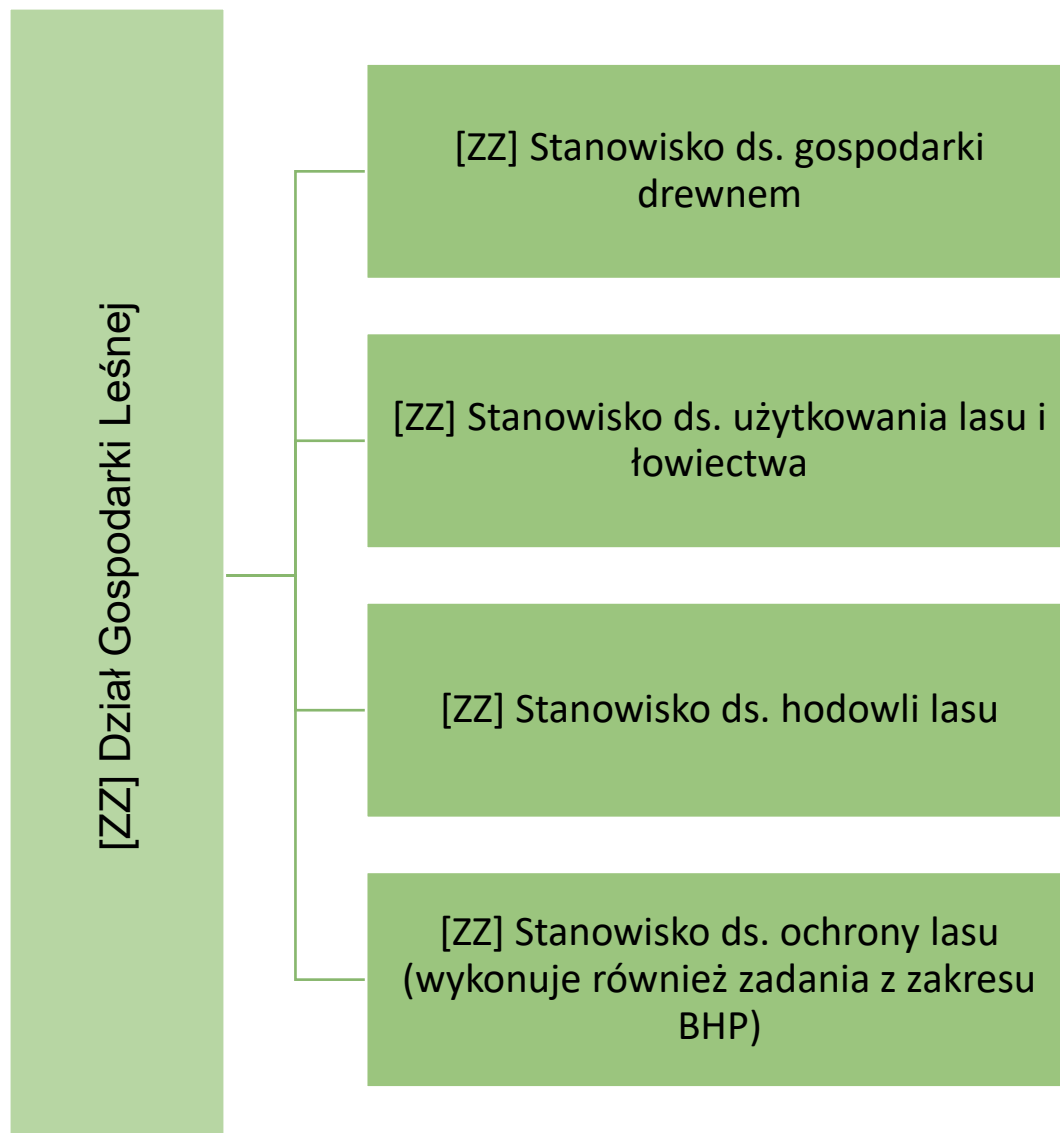 [ZZ] Dział Gospodarki Leśnej
[ZZ] Stanowisko ds. gospodarki
drewnem
[ZZ] Stanowisko ds. użytkowania lasu i
łowiectwa
[ZZ] Stanowisko ds. hodowli lasu
[ZZ] Stanowisko ds. ochrony lasu
(wykonuje również zadania z zakresu
BHP)